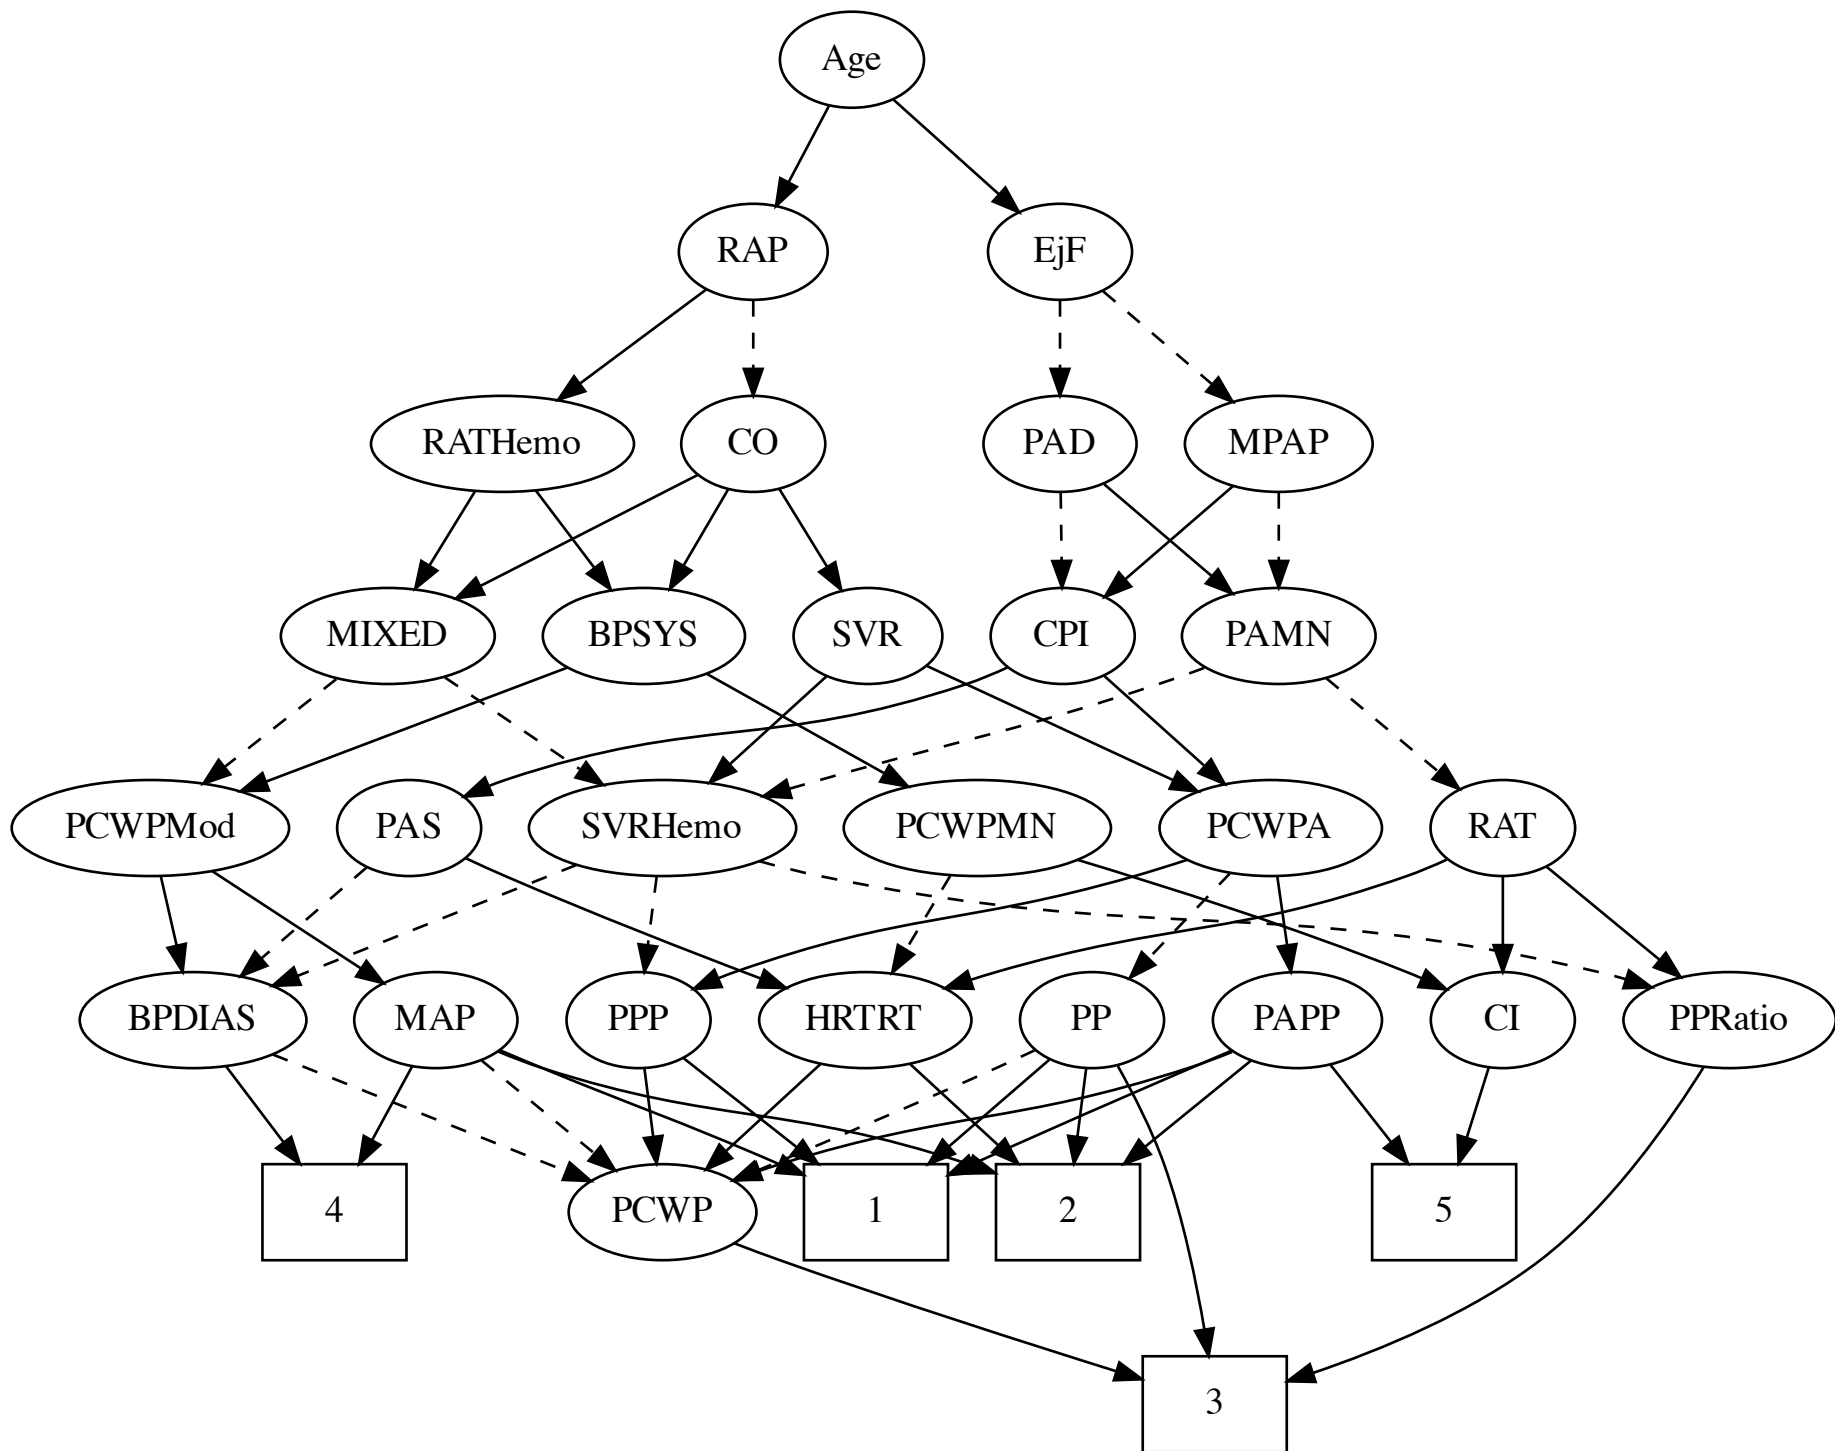 Age
RAP
EjF
RATHemo
CO
PAD
MPAP
MIXED
BPSYS
SVR
CPI
PAMN
PCWPMod
PAS
SVRHemo
PCWPMN
PCWPA
RAT
BPDIAS
MAP
PPP
HRTRT
PP
PAPP
CI
PPRatio
4
PCWP
1
2
5
3